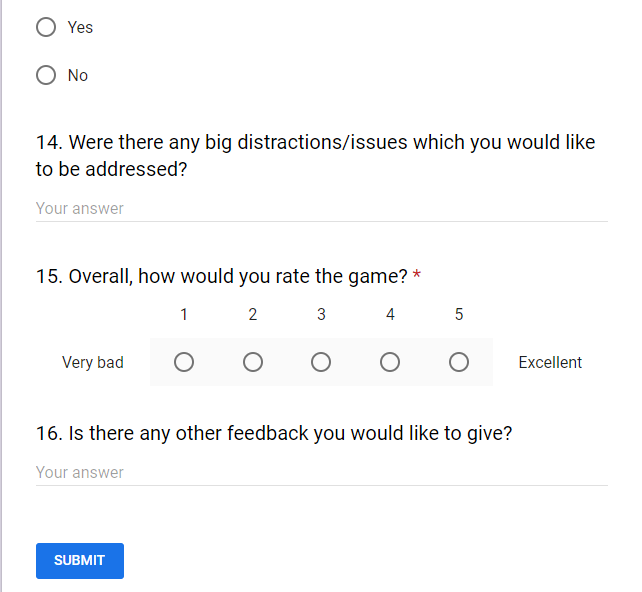 Yes
No
14. Were there any big distractions/issues which you would like
to be addressed?
Your answer
15. Overall, how would you rate the game? *
1 2 3 4 5
Very bad Excellent
16. Is there any other feedback you would like to give?
Your answer
SUBMIT